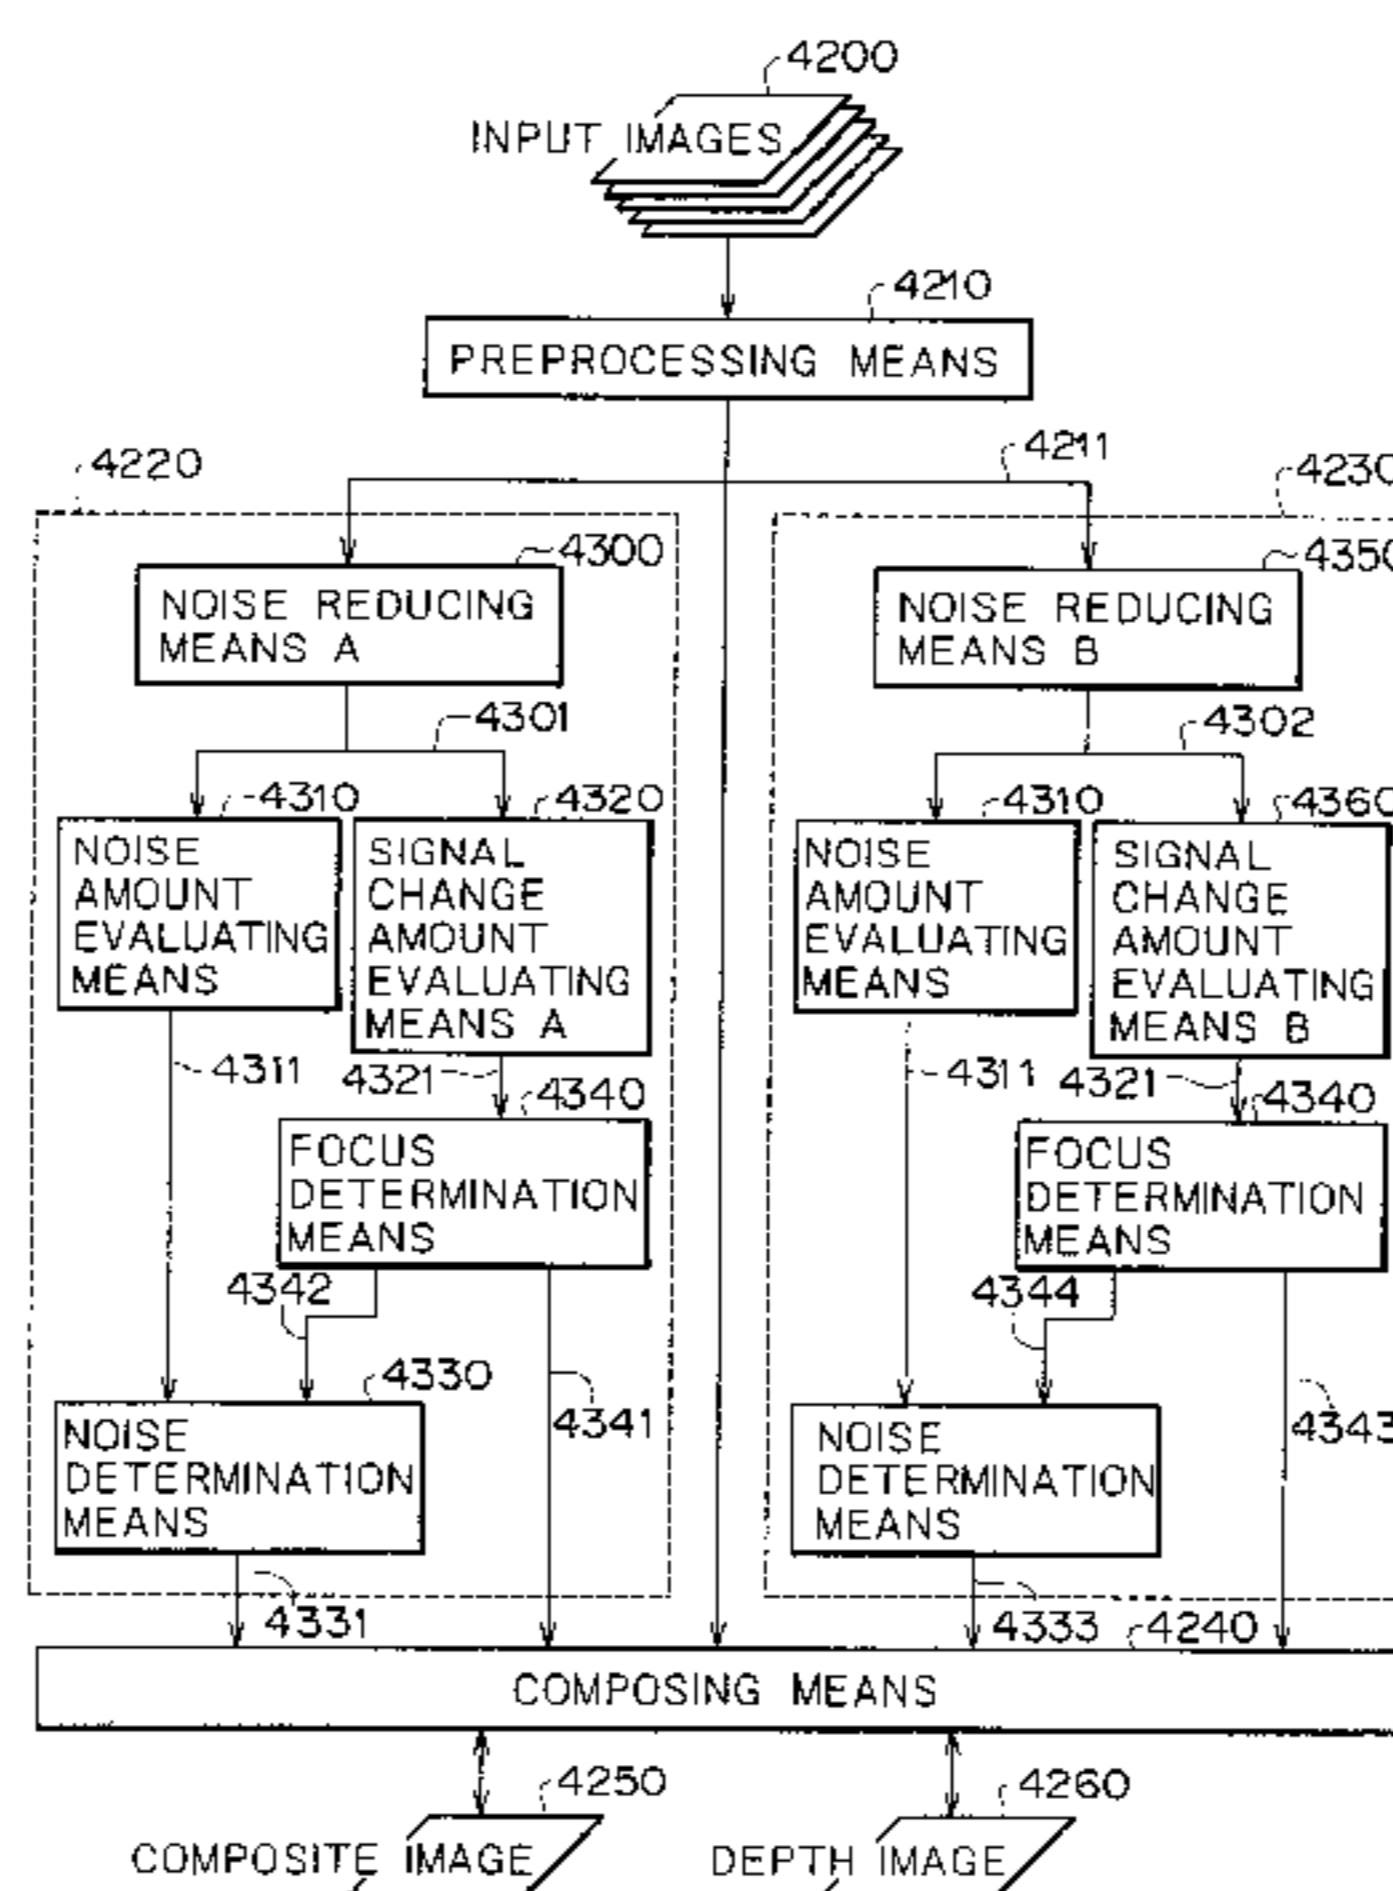 4200
INPUT IMAGES
4210
PREPROCESSING MEANS
4211
4220
4230
4300
NOISE REDUCING
MEANS A
4350
NOISE REDUCING
MEANS B
4301
4302
4310
NOISE
AMOUNT
EVALUATING
MEANS
4320
SIGNAL
CHANGE
AMOUNT
EVALUATING
MEANS A
4310
NOISE
AMOUNT
EVALUATING
MEANS
4360
SIGNAL
CHANGE
AMOUNT
EVALUATING
MEANS B
4311
4321
4340
FOCUS
DETERMINATION
MEANS
4311
4321
4340
FOCUS
DETERMINATION
MEANS
4342
4344
4330
4341
4343
NOISE
DETERMINATION
MEANS
NOISE
DETERMINATION
MEANS
4331
4333
4240
COMPOSING MEANS
4250
4260
COMPOSITE IMAGE
DEPTH IMAGE